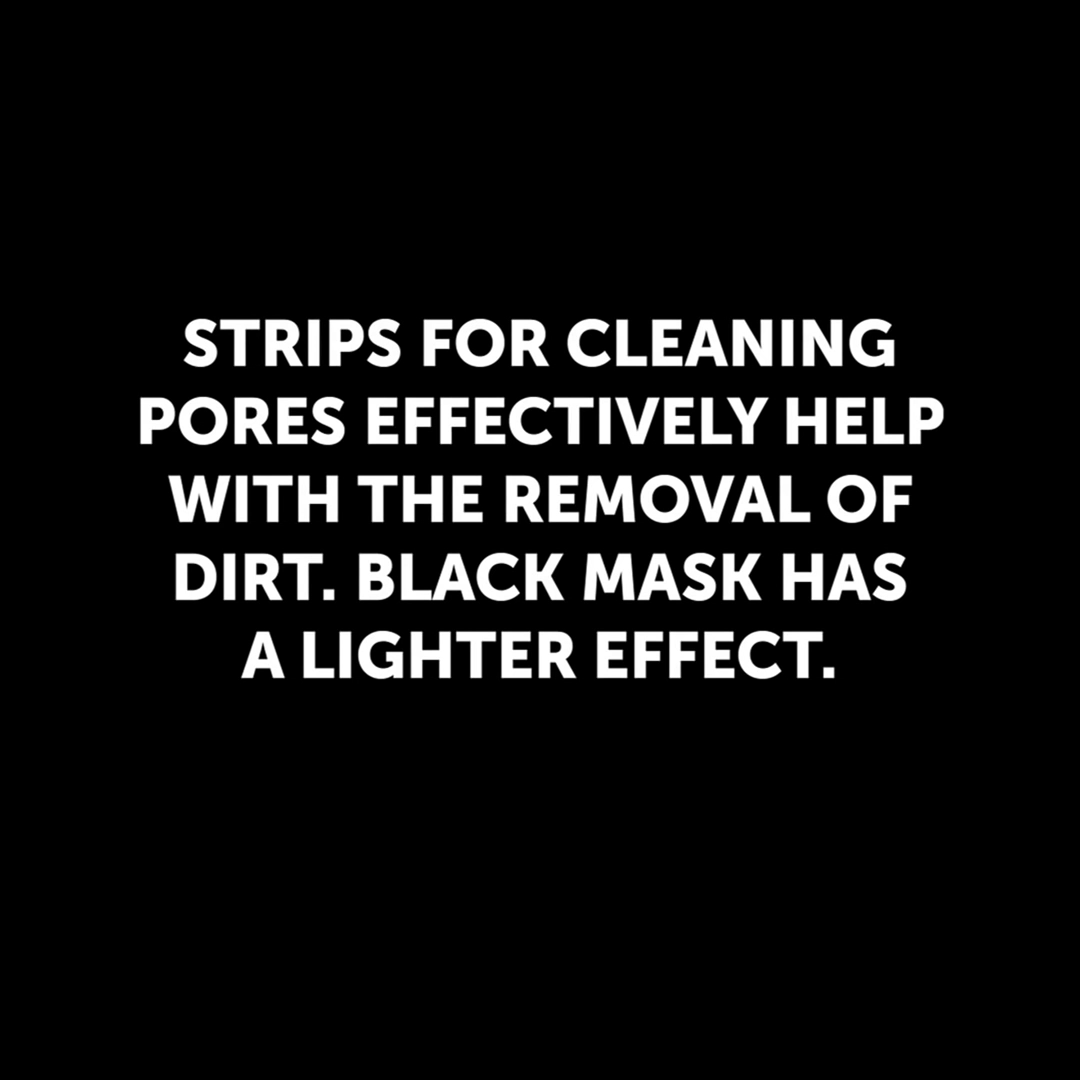 STRIPS FOR CLEANING
PORES EFFECTIVELY HELP
WITH THE REMOVAL OF
DIRT. BLACK MASK HAS
A LIGHTER EFFECT.